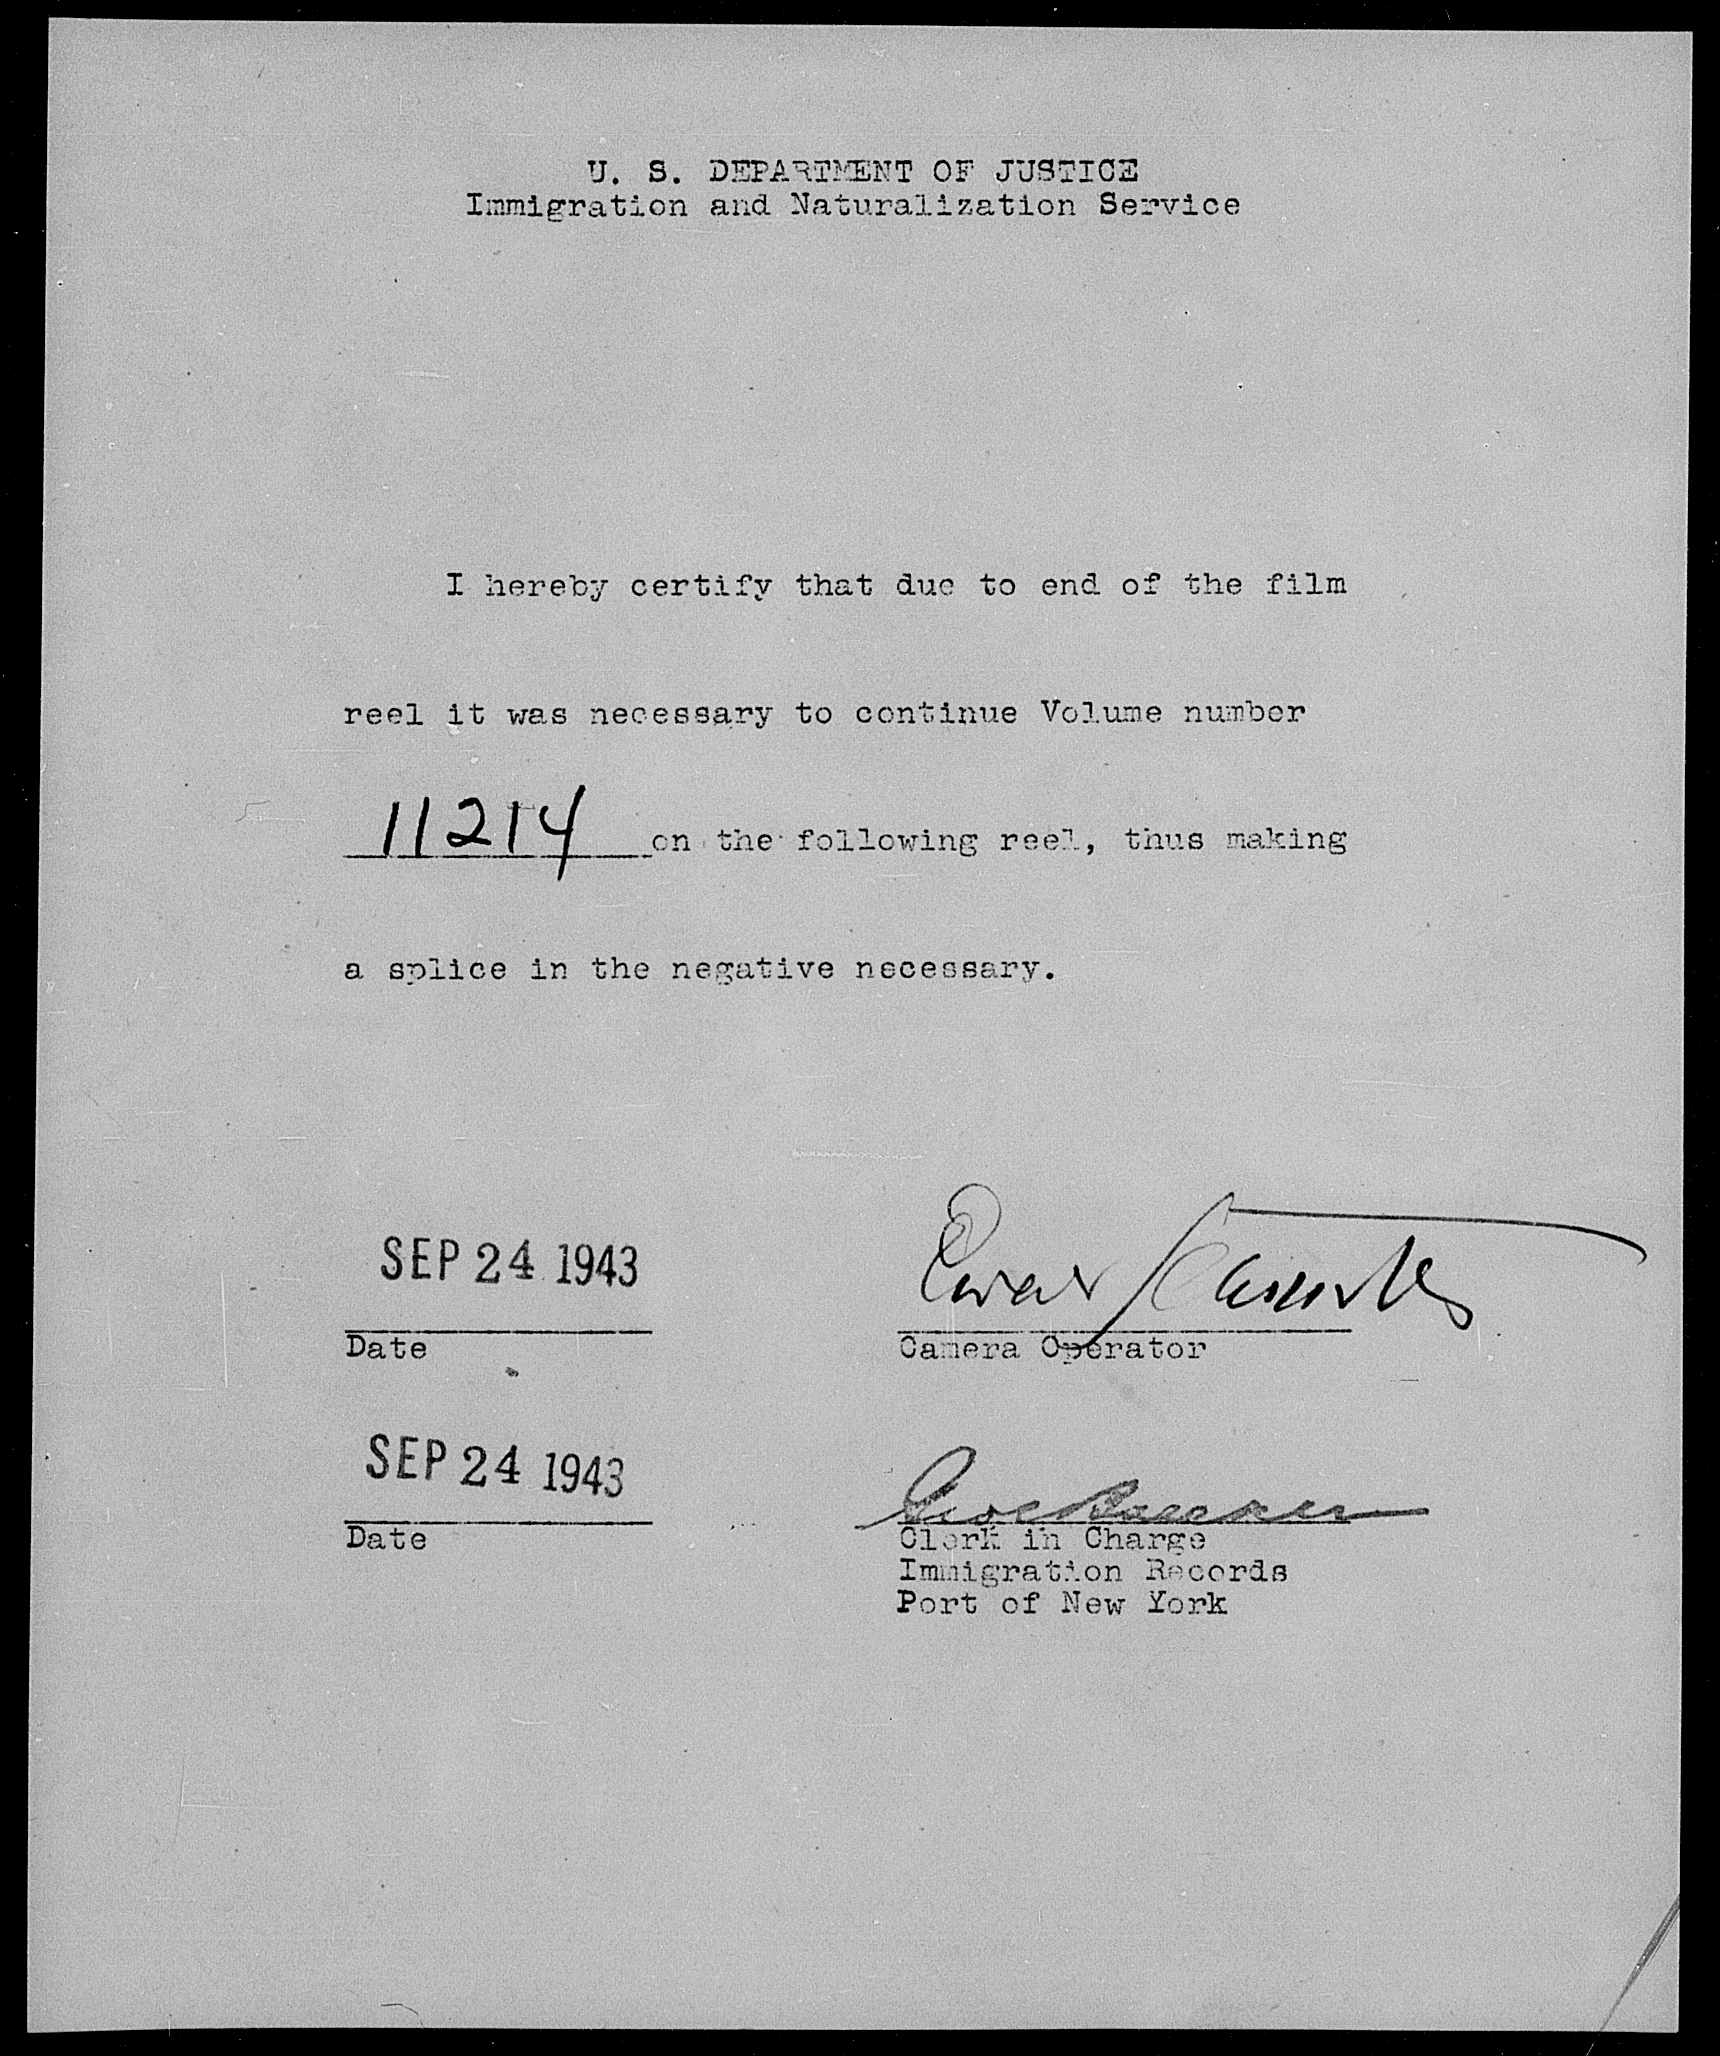 U. S. DEPARTMENT OF JUSTICE
Immigration and Naturalization Service
I hereby certify that due to end of the film
reel it was necessary to continue Volume number
11214 on the following reel, thus making
a splice in the negative necessary.
SEP 24 1943
Date
Camera Operator
SEP 24 1943
Date
Clerk in Charge
Immigration Records
Port of New York